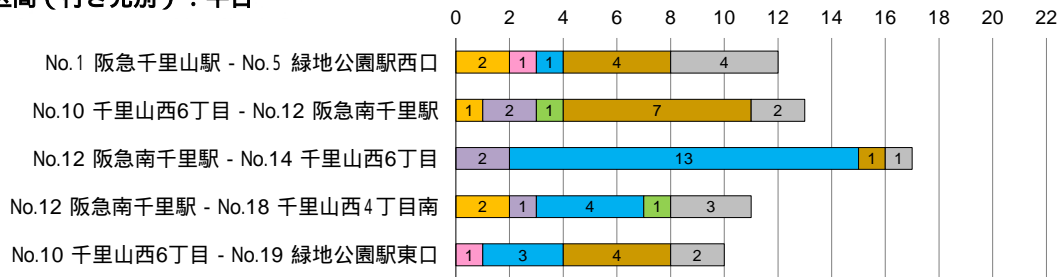 (行き先別):平日
0 2 4 6 8 10 12 14 16 18 20 22
No.1 阪急千里山駅 - No.5 緑地公園駅西口 2 1 1 4 4
No.10 千里山西6丁目 - No.12 阪急南千里駅 1 2 1 7 2
No.12 阪急南千里駅 - No.14 千里山西6丁目 2 13 1 1
No.12 阪急南千里駅 - No.18 千里山西4丁目南 2 1 4 1 3
No.10 千里山西6丁目 - No.19 緑地公園駅東口 1 3 4 2